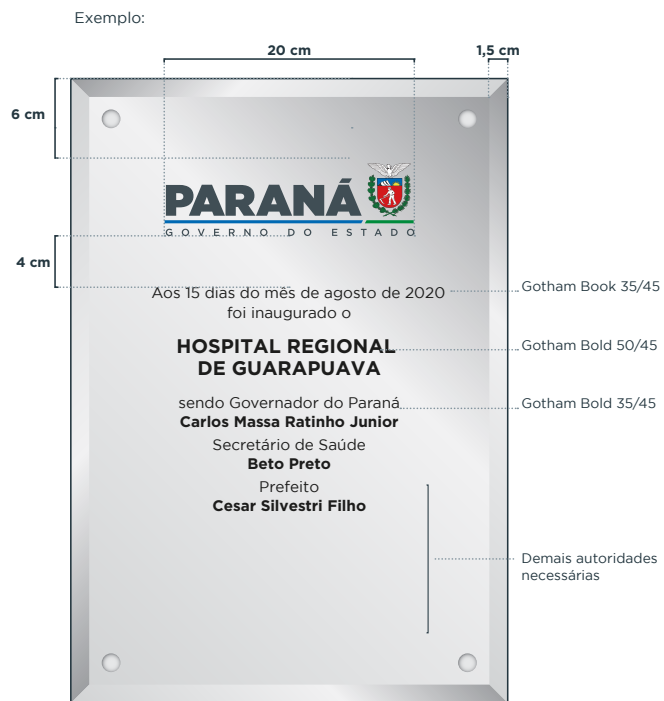 Exemplo:
20 cm
1,5 cm
6 cm
PARANÁ
GOVERNO DO ESTADO
4 cm
Aos 15 dias do mês de agosto de 2020
foi inaugurado o
Gotham Book 35/45
HOSPITAL REGIONAL
DE GUARAPUAVA
Gotham Bold 50/45
sendo Governador do Paraná
Carlos Massa Ratinho Junior
Gotham Bold 35/45
Secretário de Saúde
Beto Preto
Prefeito
Cesar Silvestri Filho
Demais autoridades
necessárias